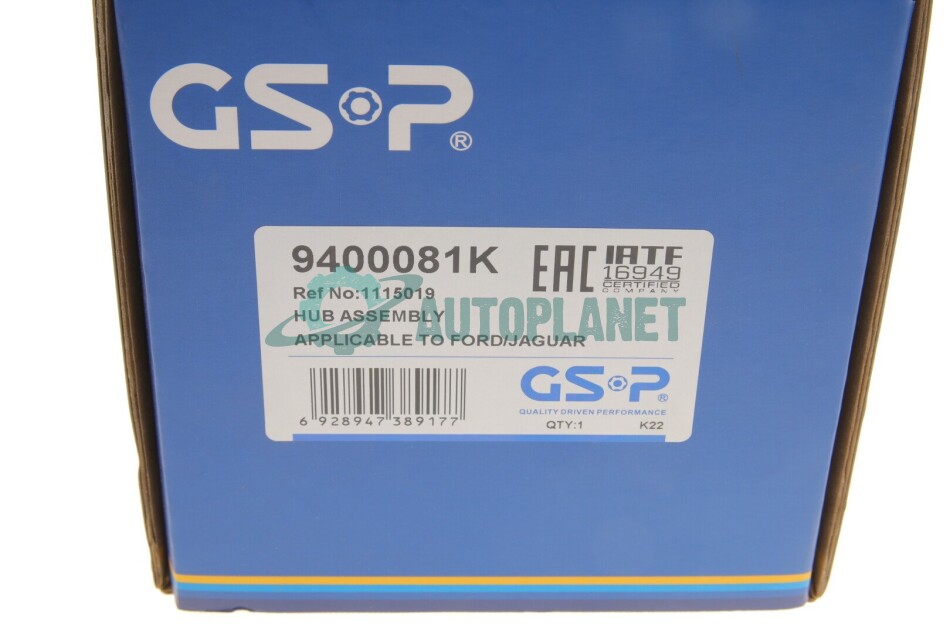 GSP®
9400081K
EAC
IATF
16949
CERTIFIED
COMPANY
Ref No:1115019
HUB ASSEMBLY
AUTOPLANET
APPLICABLE TO FORD/JAGUAR
GSP®
QUALITY DRIVEN PERFORMANCE
6 928947 389177
QTY:1 K22